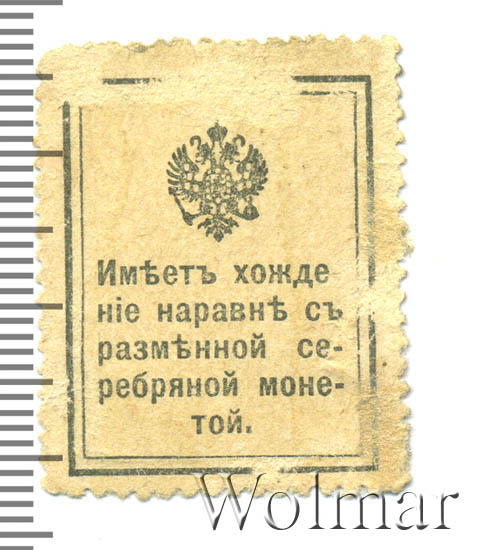 Имѣетъ хожде
ніе наравнѣ съ
размѣнной се-
ребряной моне-
той.
Wolmar